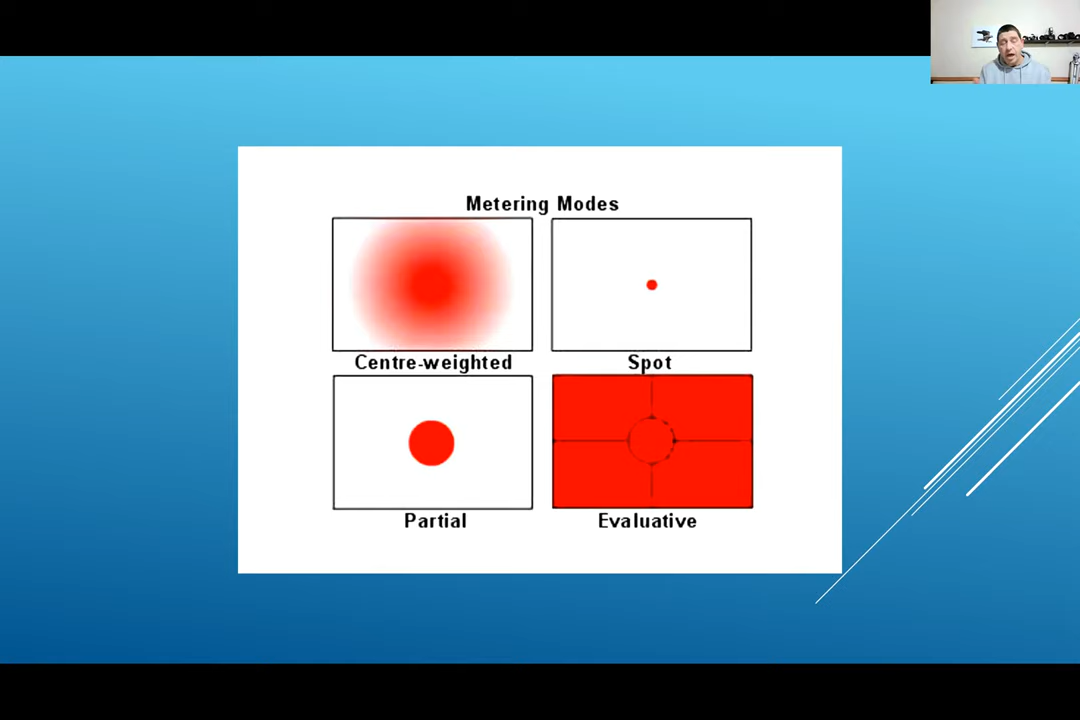 Metering Modes
Centre-weighted
Spot
Partial
Evaluative